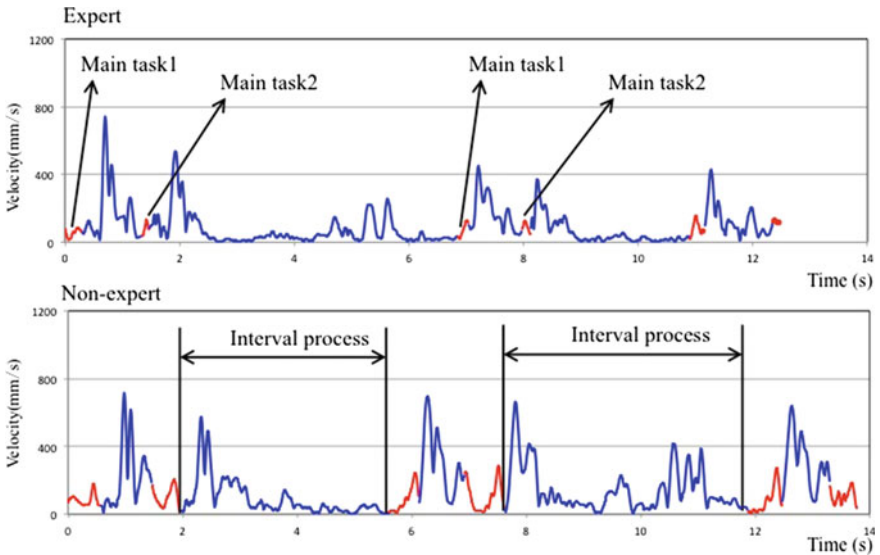 Expert
1200
Main task1
Main task2
Main task1
Main task2
800
400
0
Velocity(mm/s)
0 2 4 6 8 10 12 14
Time (s)
Non-expert
1200
Interval process
Interval process
800
400
0
Velocity(mm/s)
0 2 4 6 8 10 12 14
Time (s)